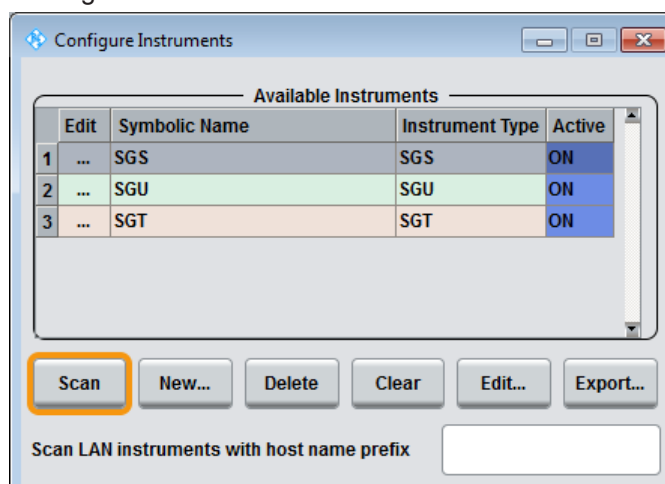 Configure Instruments
Available Instruments
Edit Symbolic Name Instrument Type Active
1 ... SGS SGS ON
2 ... SGU SGU ON
3 ... SGT SGT ON
Scan New... Delete Clear Edit... Export...
Scan LAN instruments with host name prefix